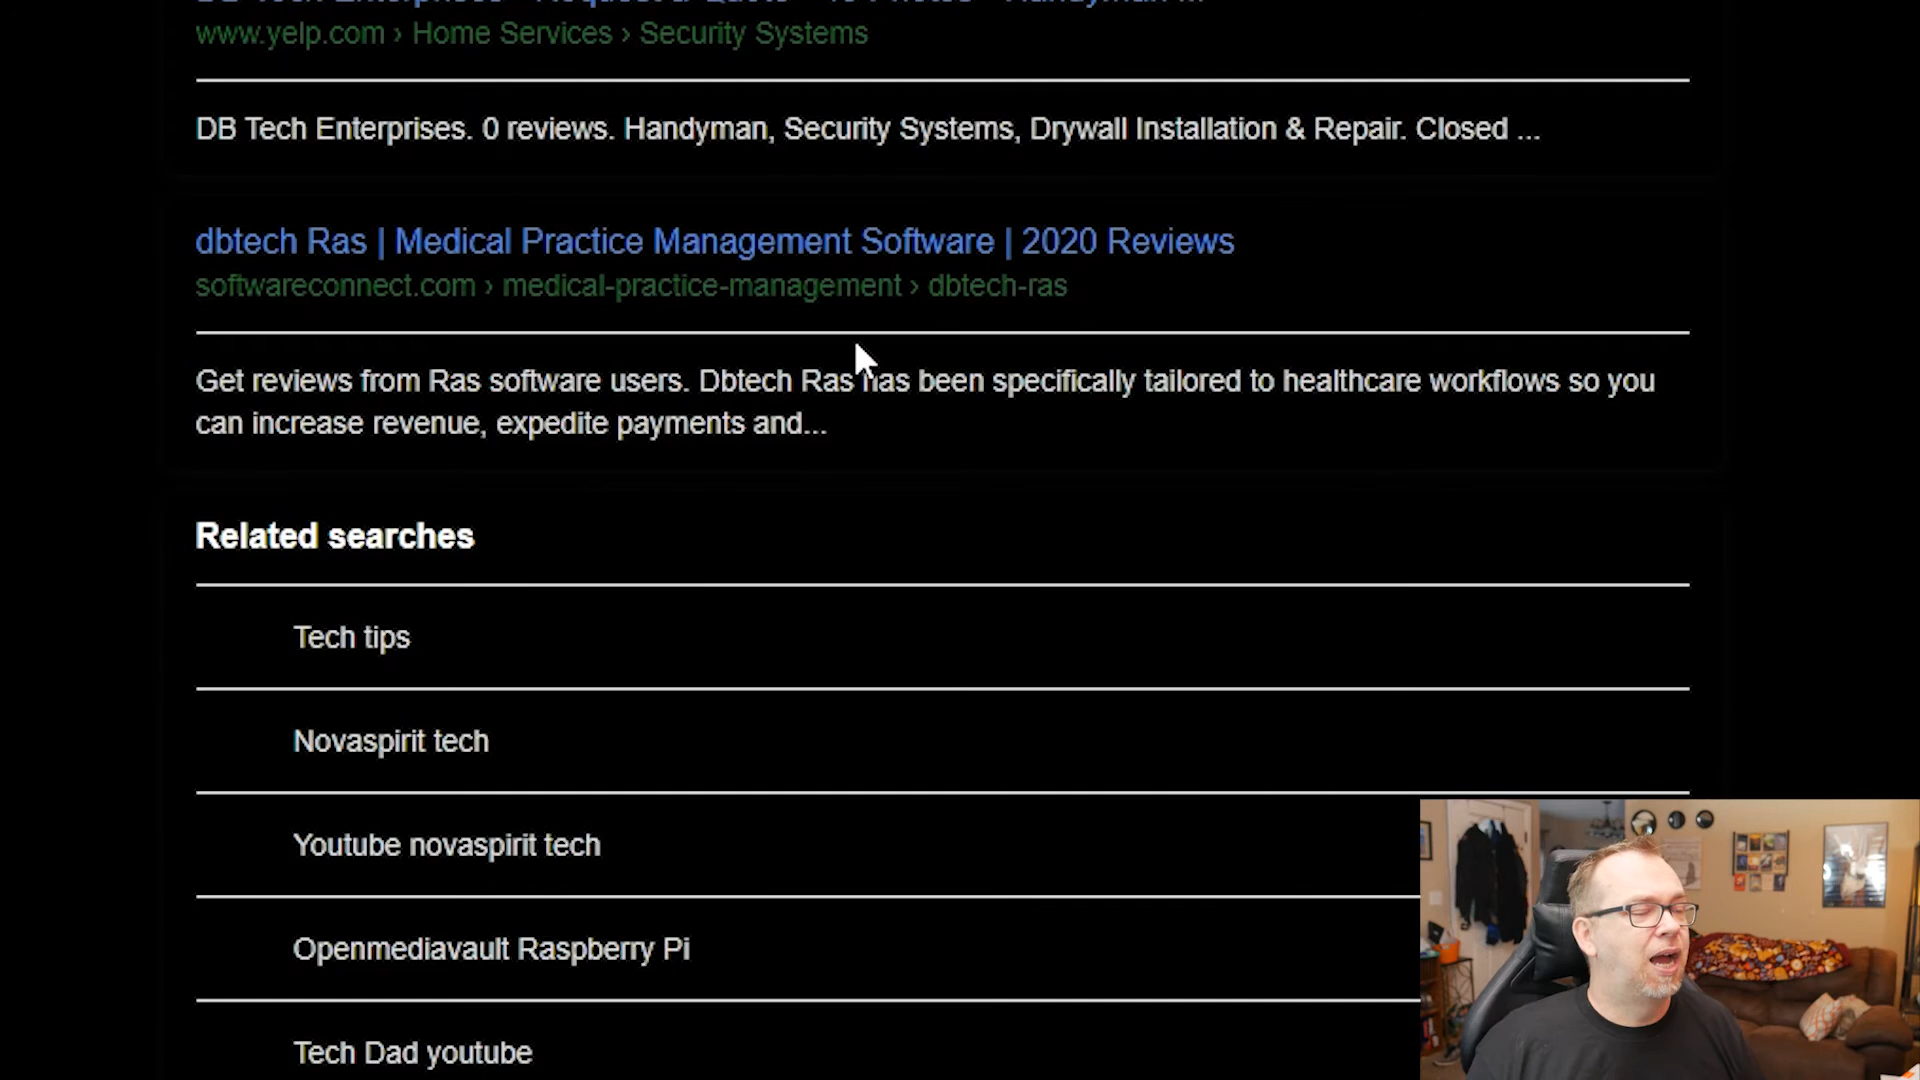 www.yelp.com › Home Services › Security Systems
DB Tech Enterprises. 0 reviews. Handyman, Security Systems, Drywall Installation & Repair. Closed ...
dbtech Ras | Medical Practice Management Software | 2020 Reviews
softwareconnect.com › medical-practice-management › dbtech-ras
Get reviews from Ras software users. Dbtech Ras has been specifically tailored to healthcare workflows so you
can increase revenue, expedite payments and...
Related searches
Tech tips
Novaspirit tech
Youtube novaspirit tech
Openmediavault Raspberry Pi
Tech Dad youtube